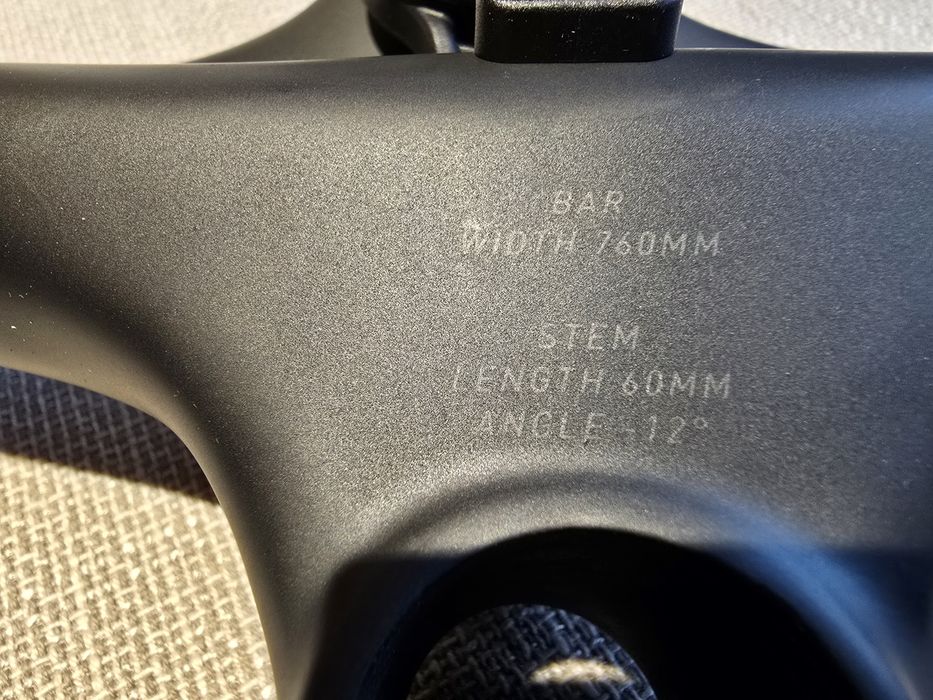 BAR
WIDTH 760MM
STEM
LENGTH 60MM
ANGLE -12°